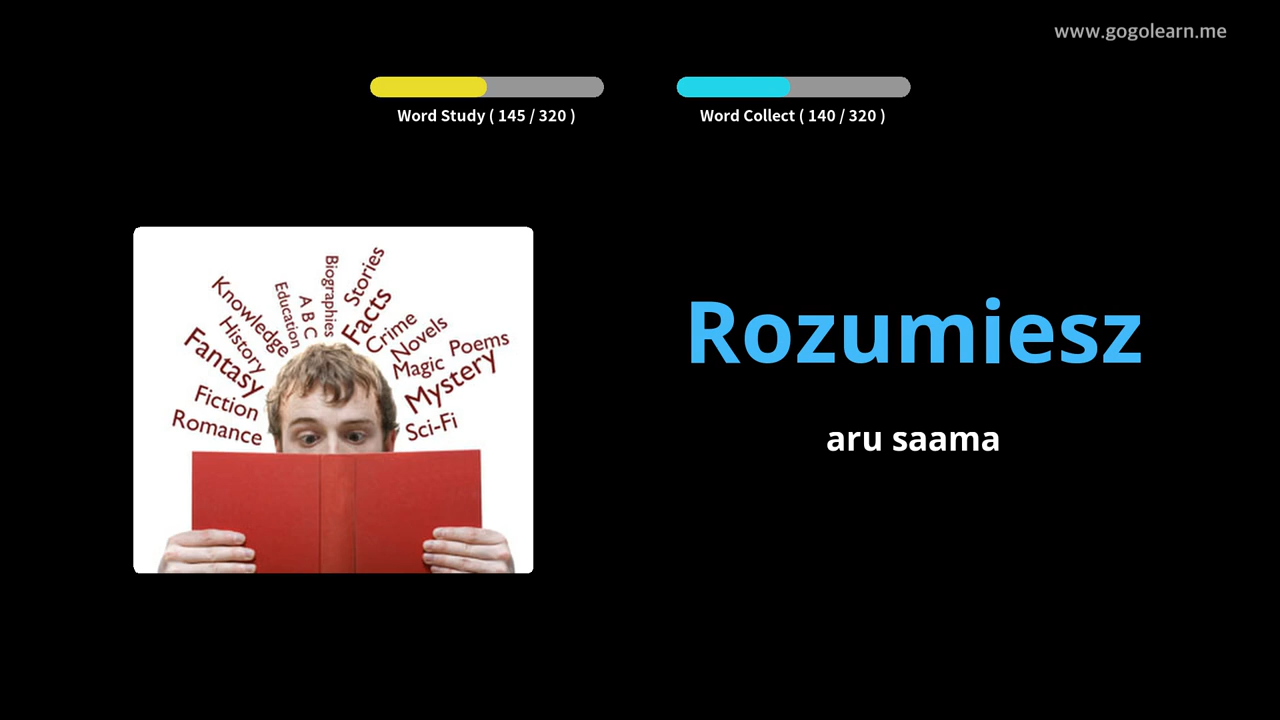 www.gogolearn.me
Word Study ( 145 / 320 )
Word Collect ( 140 / 320 )
Biographies
Stories
Education
A B C
Facts
Knowledge
Crime
History
Novels
Fantasy
Magic
Poems
Mystery
Fiction
Romance
Sci-Fi
Rozumiesz
aru saama